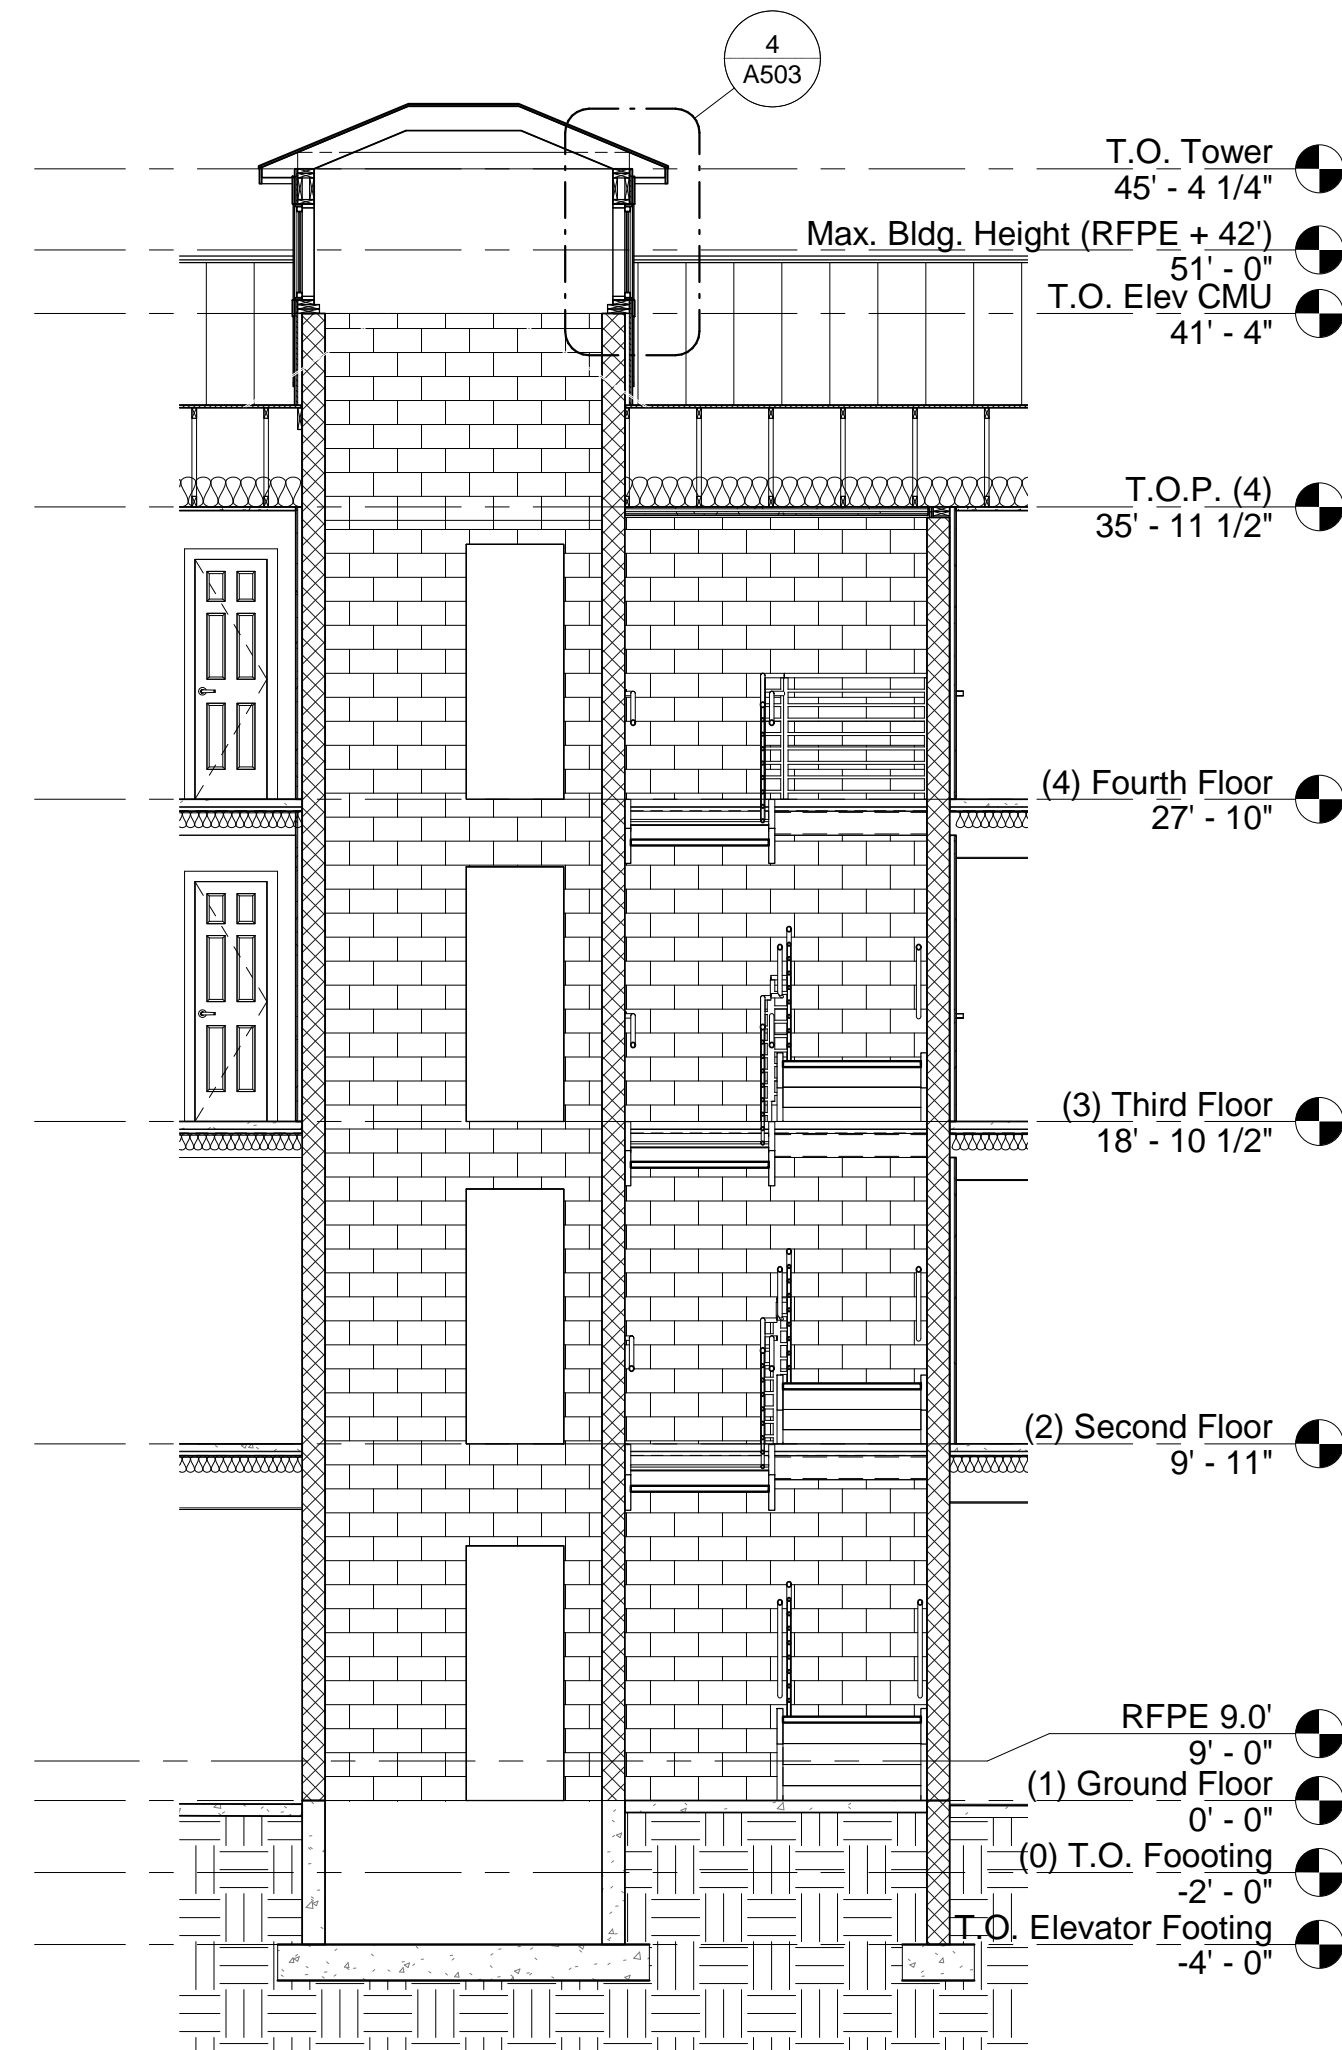 4
A503
T.O. Tower
45' - 4 1/4"
Max. Bldg. Height (RFPE + 42')
51' - 0"
T.O. Elev CMU
41' - 4"
T.O.P. (4)
35' - 11 1/2"
(4) Fourth Floor
27' - 10"
(3) Third Floor
18' - 10 1/2"
(2) Second Floor
9' - 11"
RFPE 9.0'
9' - 0"
(1) Ground Floor
0' - 0"
(0) T.O. Foooting
-2' - 0"
T.O. Elevator Footing
-4' - 0"